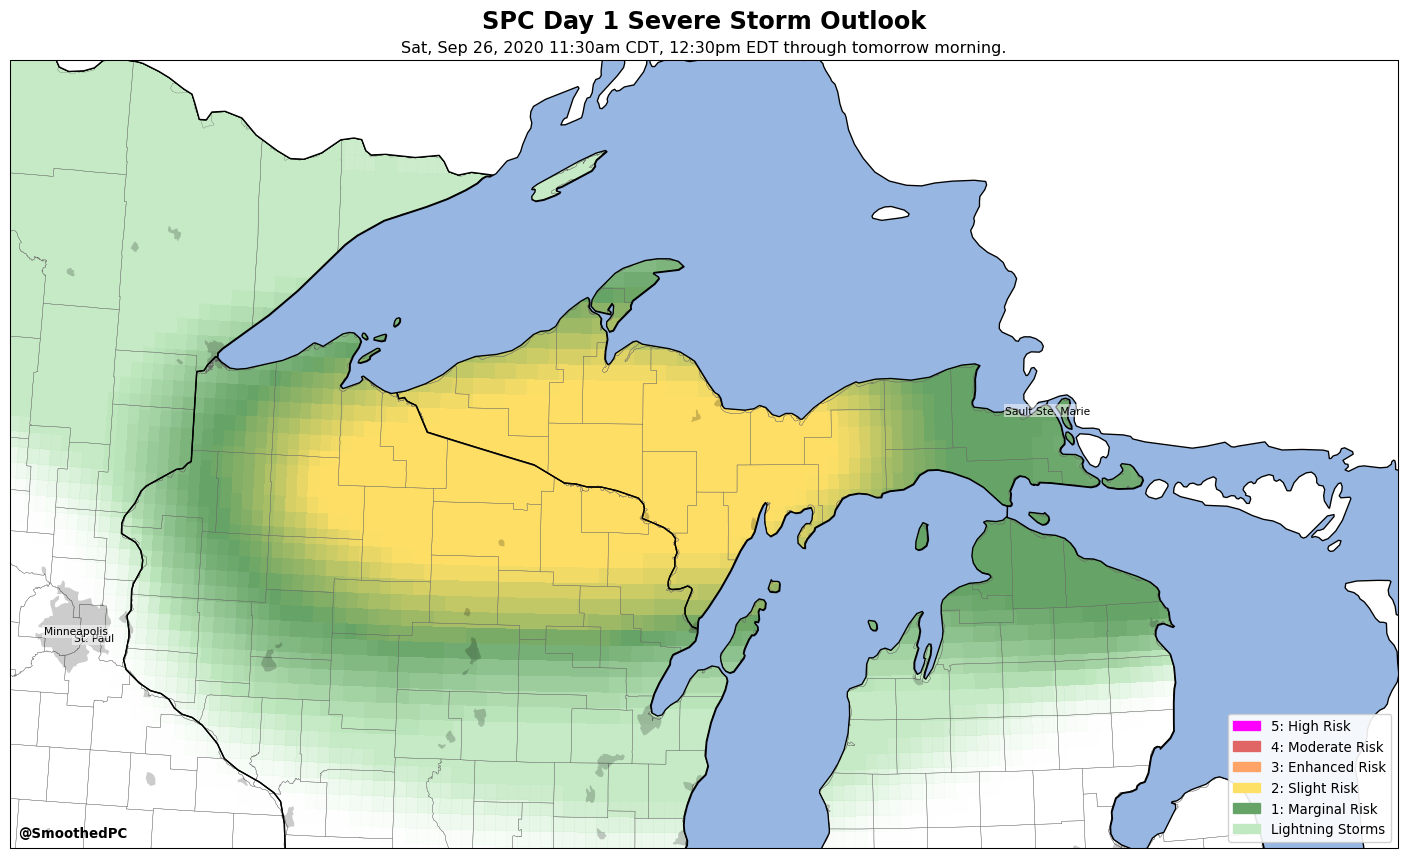 SPC Day 1 Severe Storm Outlook
Sat, Sep 26, 2020 11:30am CDT, 12:30pm EDT through tomorrow morning.
Sault Ste. Marie
Minneapolis
St. Paul
5: High Risk
4: Moderate Risk
3: Enhanced Risk
2: Slight Risk
1: Marginal Risk
Lightning Storms
@SmoothedPC